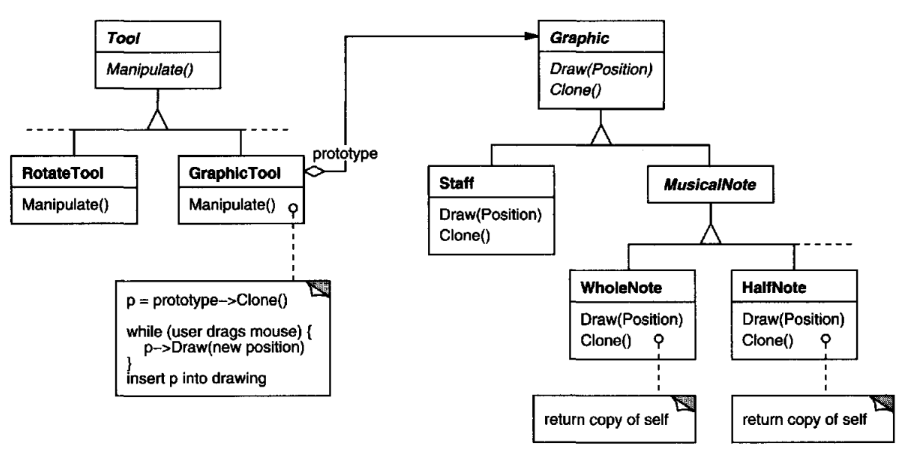 Tool
Manipulate()
RotateTool
Manipulate()
GraphicTool
Manipulate()
prototype
p = prototype–>Clone()
while (user drags mouse) {
p–>Draw(new position)
}
insert p into drawing
Graphic
Draw(Position)
Clone()
Staff
Draw(Position)
Clone()
MusicalNote
WholeNote
Draw(Position)
Clone()
HalfNote
Draw(Position)
Clone()
return copy of self
return copy of self